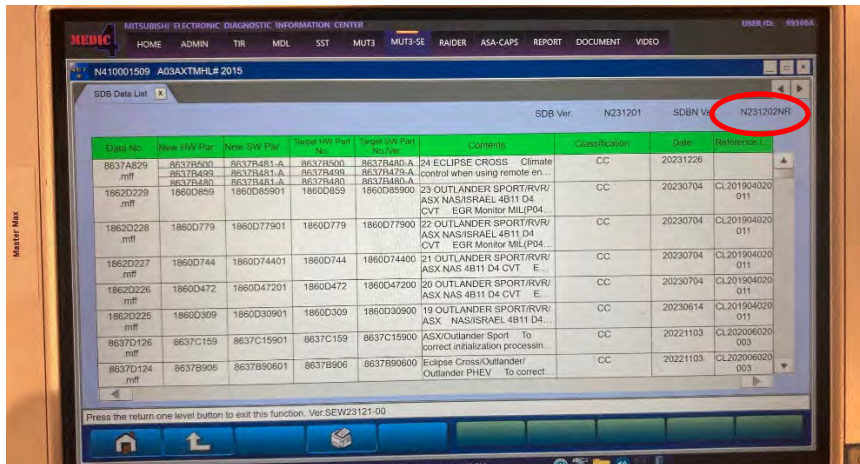 MITSUBISHI ELECTRONIC DIAGNOSTIC INFORMATION CENTER
USER ID: 99166A
MEDIC 4
HOME ADMIN TIR MDL SST MUT3 MUT3-SE RAIDER ASA-CAPS REPORT DOCUMENT VIDEO
N410001509 A03AXTMHL# 2015
SDB Data List x
SDB Ver. N231201 SDBN Ve N231202NR
Data No. New HW Par New SW Par Target HW Part No. Target SW Part No./Ver. Contents Classification Date Reference I...
8637A829 .mff 8637B500 8637B481-A 8637B500 8637B480-A 24 ECLIPSE CROSS Climate CC 20231226
8637B499 8637B481-A 8637B499 8637B479-A control when using remote en...
8637B480 8637B481-A 8637B480 8637B480-A
1862D229 .mff 1860D859 1860D85901 1860D859 1860D85900 23 OUTLANDER SPORT/RVR/ CC 20230704 CL201904020
ASX NAS/ISRAEL 4B11 D4 011
CVT EGR Monitor MIL(P04...
1862D228 .mff 1860D779 1860D77901 1860D779 1860D77900 22 OUTLANDER SPORT/RVR/ CC 20230704 CL201904020
ASX NAS/ISRAEL 4B11 D4 011
CVT EGR Monitor MIL(P04...
1862D227 .mff 1860D744 1860D74401 1860D744 1860D74400 21 OUTLANDER SPORT/RVR/ CC 20230704 CL201904020
ASX NAS 4B11 D4 CVT E... 011
1862D226 .mff 1860D472 1860D47201 1860D472 1860D47200 20 OUTLANDER SPORT/RVR/ CC 20230704 CL201904020
ASX NAS 4B11 D4 CVT E... 011
1862D225 .mff 1860D309 1860D30901 1860D309 1860D30900 19 OUTLANDER SPORT/RVR/ CC 20230614 CL201904020
ASX NAS/ISRAEL 4B11 D4... 011
8637D126 .mff 8637C159 8637C15901 8637C159 8637C15900 ASX/Outlander Sport To CC 20221103 CL202006020
correct initialization processin... 003
8637D124 .mff 8637B906 8637B90601 8637B906 8637B90600 Eclipse Cross/Outlander/ CC 20221103 CL202006020
Outlander PHEV To correct... 003
Press the return one level button to exit this function. Ver.SEW23121-00
Master Max